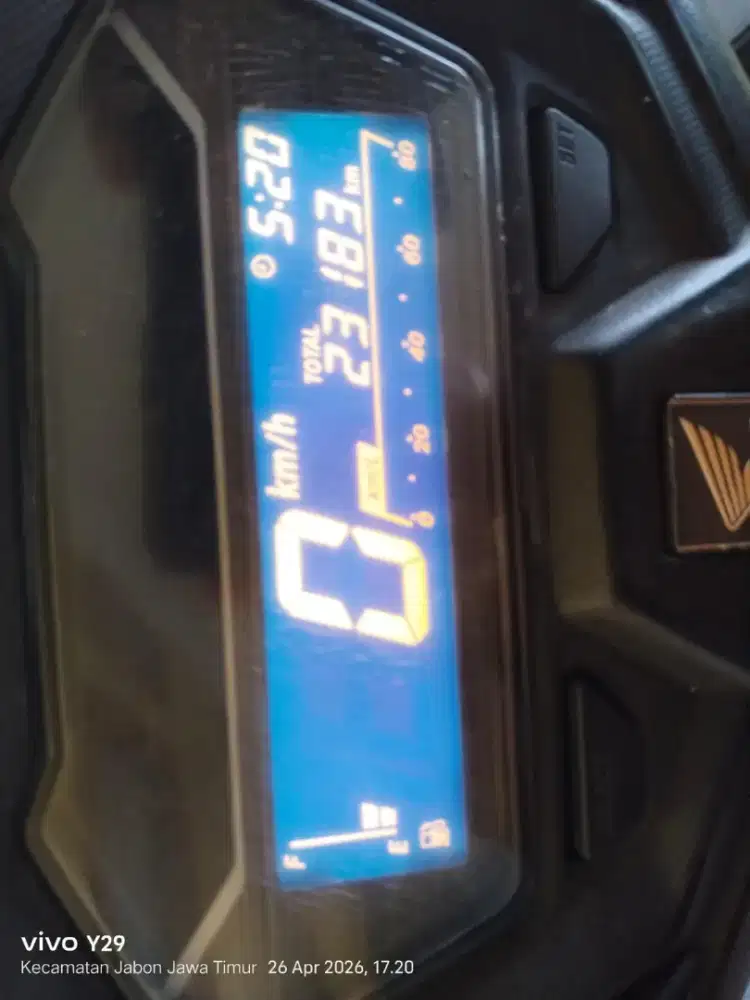 5:20
km/h
TOTAL
23183 km
0
0 20 40 60 80
F
E
SET
vivo Y29
Kecamatan Jabon Jawa Timur 26 Apr 2026, 17.20